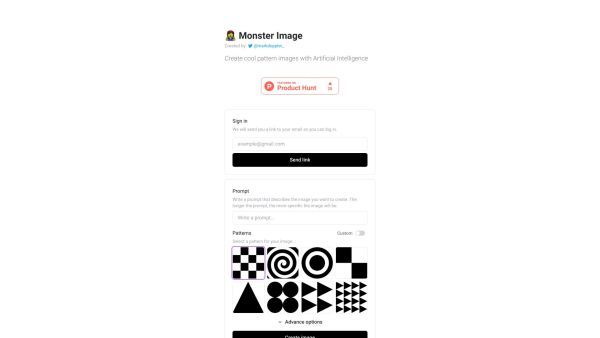 Monster Image
Created by @markdoppler_
Create cool pattern images with Artificial Intelligence
FEATURED ON
Product Hunt
Sign in
We will send you a link to your email so you can log in.
example@gmail.com
Send link
Prompt
Write a prompt that describes the image you want to create. The
longer the prompt, the more specific the image will be.
Write a prompt...
Patterns
Custom
Select a pattern for your image.
Advance options
Create image